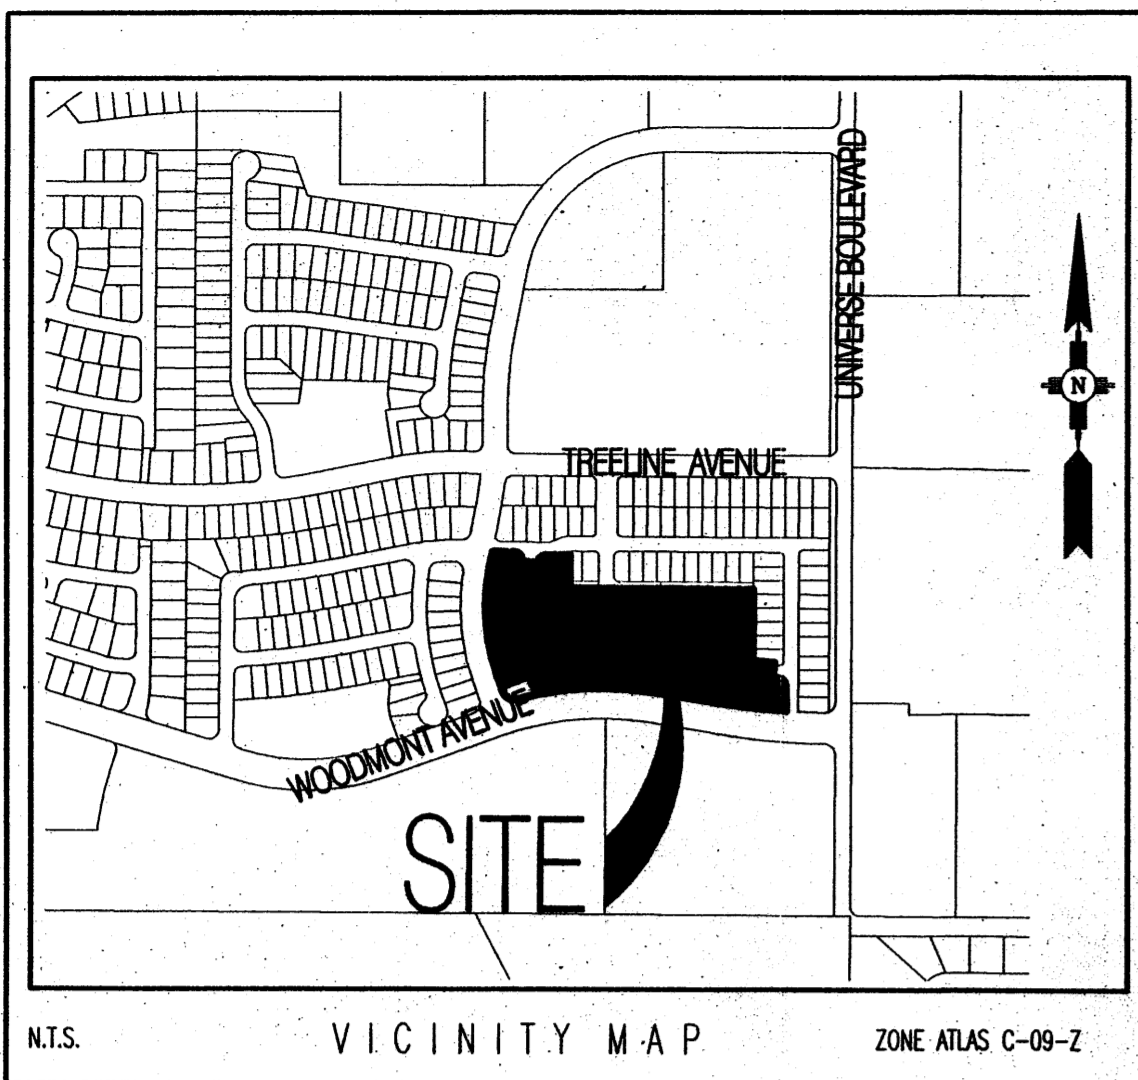 UNIVERSE BOULEVARD
N
TREELINE AVENUE
WOODMONT AVENUE
SITE
N.T.S.
VICINITY MAP
ZONE ATLAS C-09-Z